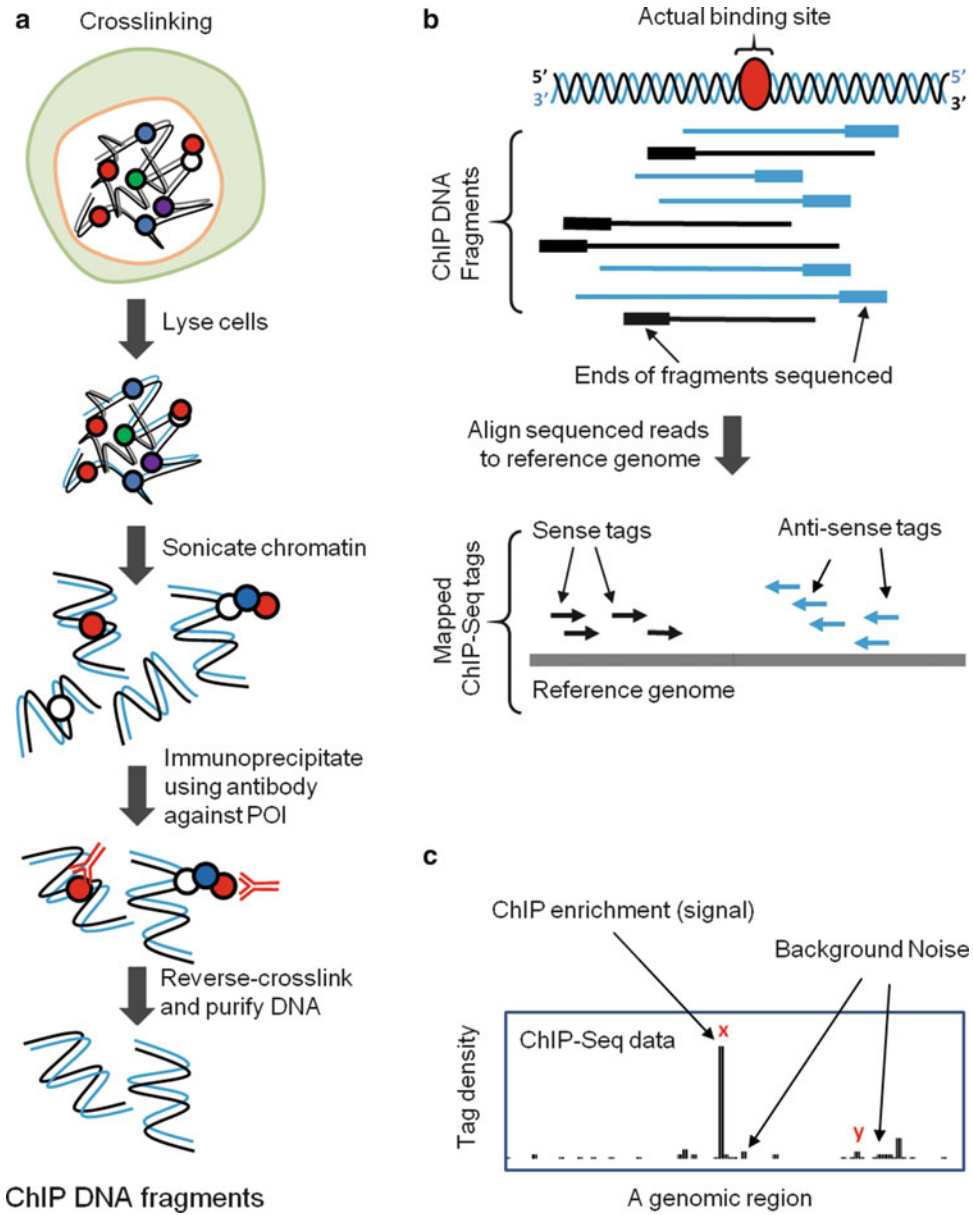 a
Crosslinking
Lyse cells
Sonicate chromatin
Immunoprecipitate
using antibody
against POI
Reverse-crosslink
and purify DNA
ChIP DNA fragments
b
Actual binding site
5’
5’
3’
3’
ChIP DNA
Fragments
Ends of fragments sequenced
Align sequenced reads
to reference genome
Mapped
ChIP-Seq tags
Sense tags
Anti-sense tags
Reference genome
c
ChIP enrichment (signal)
Background Noise
Tag density
ChIP-Seq data
x
y
A genomic region